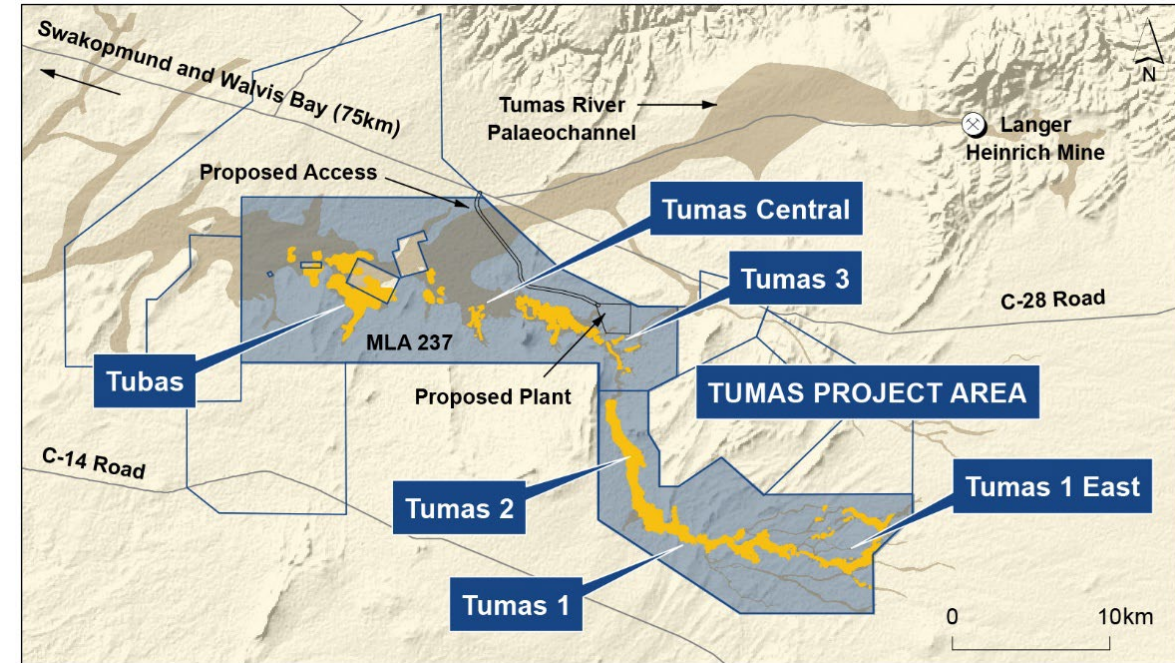 Swakopmund and Walvis Bay (75km)
N
Tumas River
Palaeochannel
Langer
Heinrich Mine
Proposed Access
Tumas Central
Tumas 3
C-28 Road
MLA 237
Tubas
Proposed Plant
TUMAS PROJECT AREA
C-14 Road
Tumas 2
Tumas 1 East
Tumas 1
0 10km